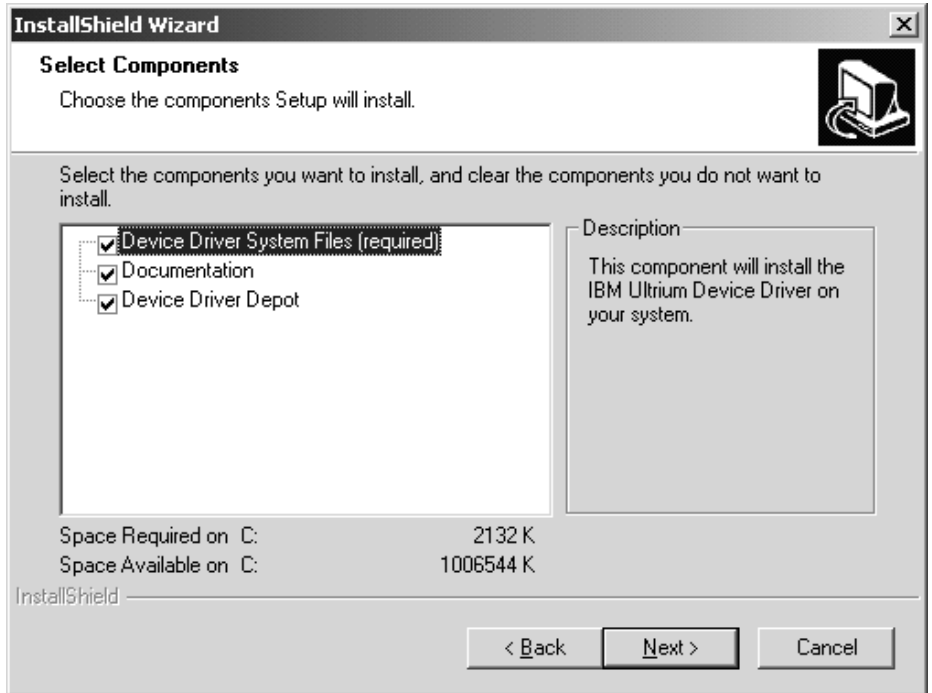 InstallShield Wizard
Select Components
Choose the components Setup will install.
Select the components you want to install, and clear the components you do not want to
install.
Device Driver System Files (required)
Documentation
Device Driver Depot
Description
This component will install the
IBM Ultrium Device Driver on
your system.
Space Required on C: 2132 K
Space Available on C: 1006544 K
InstallShield
< Back Next > Cancel